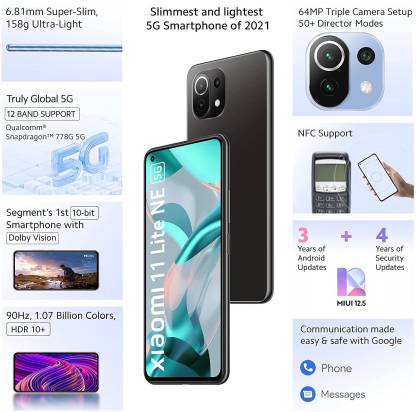 6.81mm Super-Slim,
158g Ultra-Light
Truly Global 5G
12 BAND SUPPORT
Qualcomm®
Snapdragon™ 778G 5G
5G
Segment's 1st 10-bit
Smartphone with
Dolby Vision
90Hz, 1.07 Billion Colors,
HDR 10+
Slimmest and lightest
5G Smartphone of 2021
Xiaomi 11 Lite NE 5G
64MP Triple Camera Setup
50+ Director Modes
NFC Support
3 + 4
Years of Years of
Android Security
Updates Updates
MIUI 12.5
Communication made
easy & safe with Google
Phone
Messages